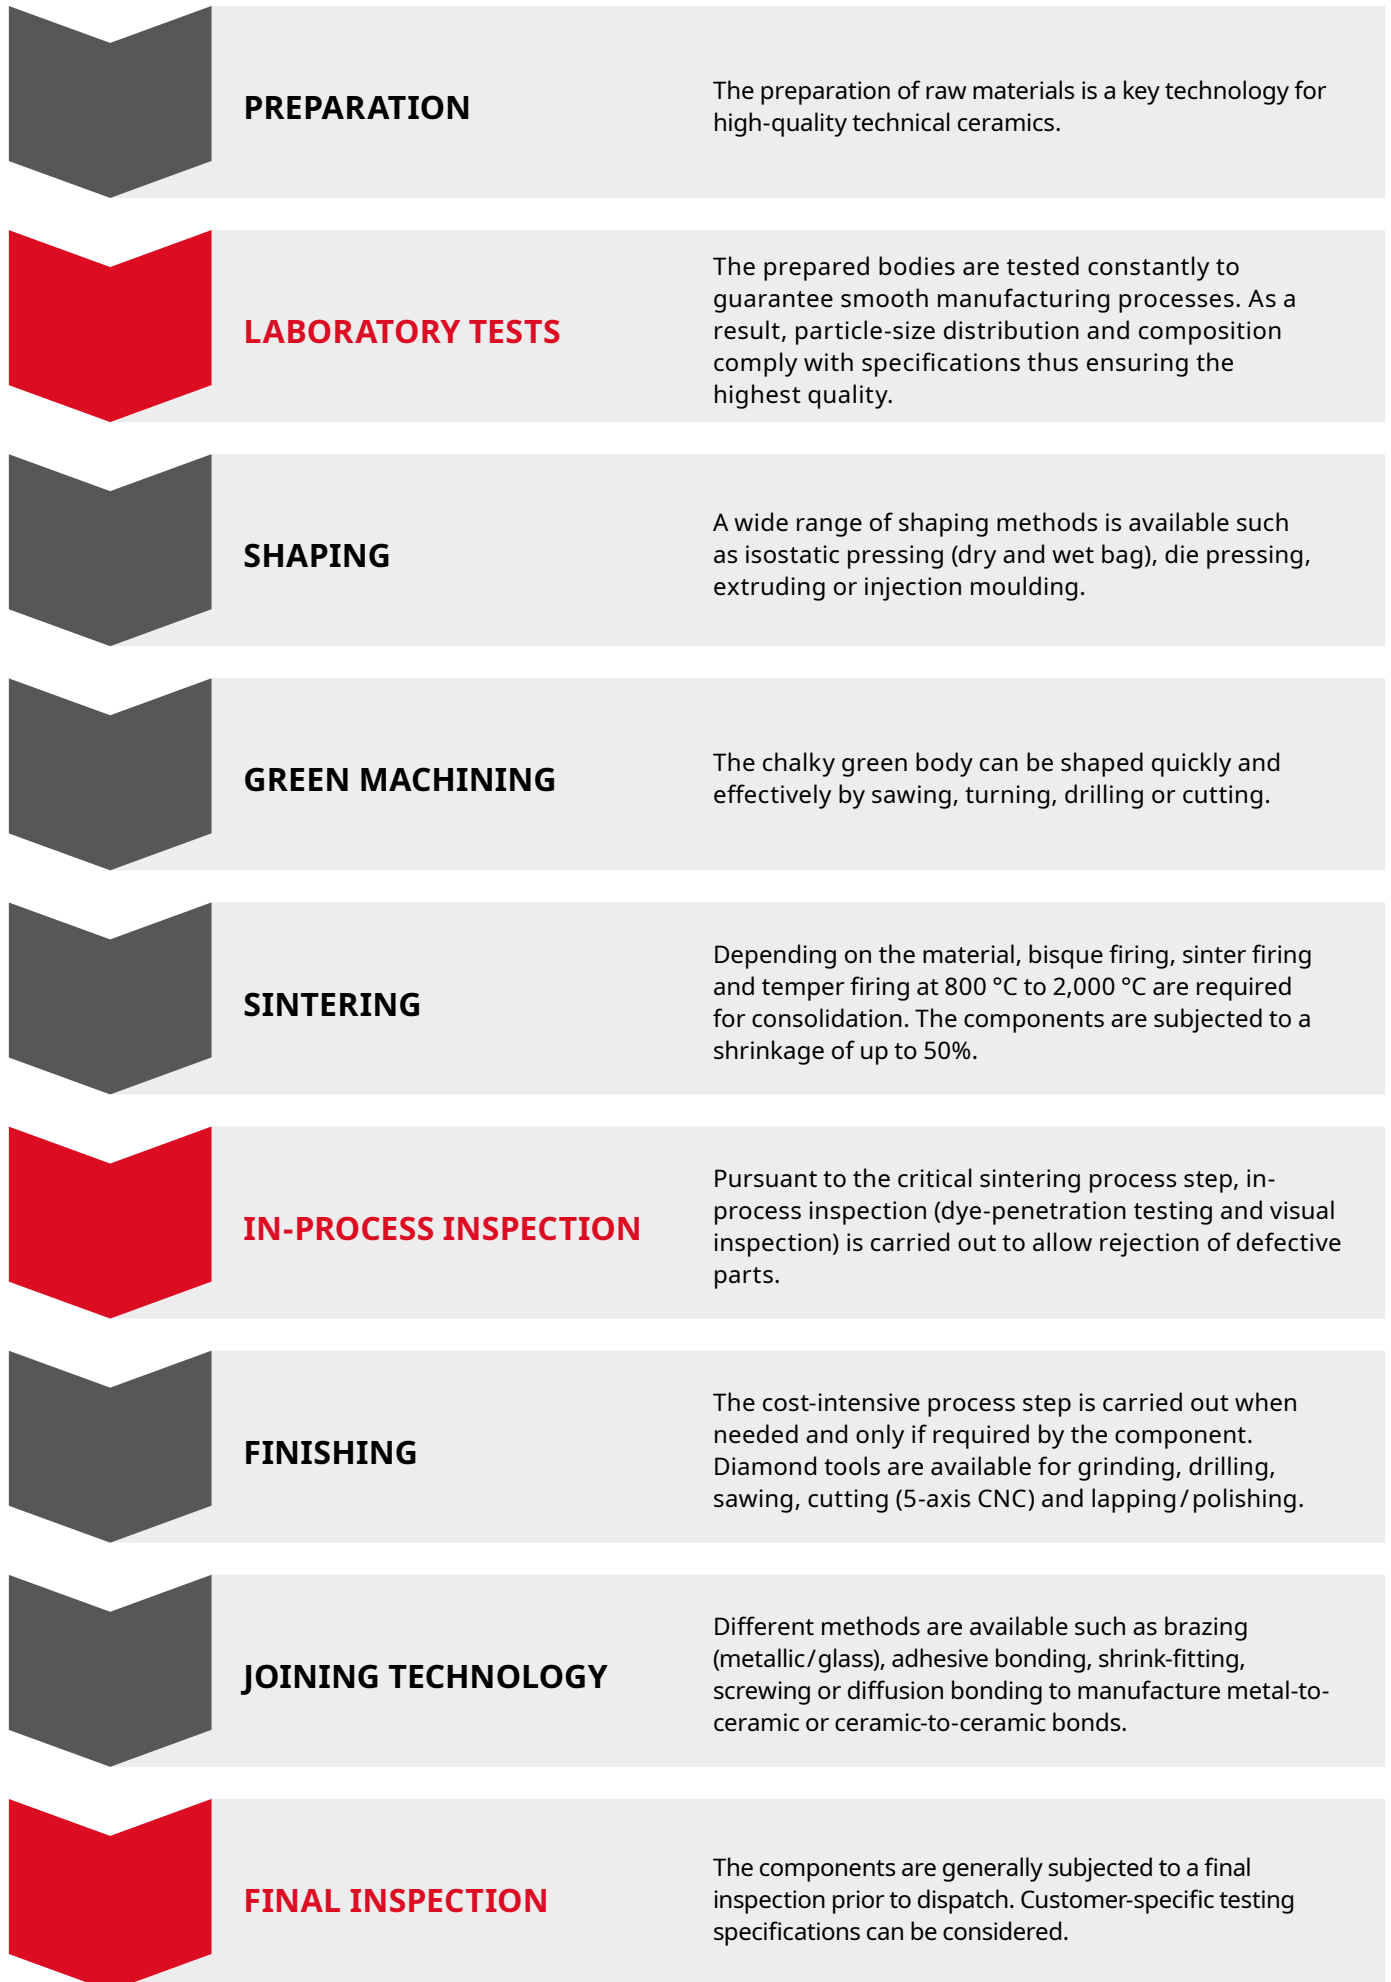 PREPARATION
The preparation of raw materials is a key technology for
high-quality technical ceramics.
LABORATORY TESTS
The prepared bodies are tested constantly to
guarantee smooth manufacturing processes. As a
result, particle-size distribution and composition
comply with specifications thus ensuring the
highest quality.
SHAPING
A wide range of shaping methods is available such
as isostatic pressing (dry and wet bag), die pressing,
extruding or injection moulding.
GREEN MACHINING
The chalky green body can be shaped quickly and
effectively by sawing, turning, drilling or cutting.
SINTERING
Depending on the material, bisque firing, sinter firing
and temper firing at 800 °C to 2,000 °C are required
for consolidation. The components are subjected to a
shrinkage of up to 50%.
IN-PROCESS INSPECTION
Pursuant to the critical sintering process step, in-
process inspection (dye-penetration testing and visual
inspection) is carried out to allow rejection of defective
parts.
FINISHING
The cost-intensive process step is carried out when
needed and only if required by the component.
Diamond tools are available for grinding, drilling,
sawing, cutting (5-axis CNC) and lapping/polishing.
JOINING TECHNOLOGY
Different methods are available such as brazing
(metallic/glass), adhesive bonding, shrink-fitting,
screwing or diffusion bonding to manufacture metal-to-
ceramic or ceramic-to-ceramic bonds.
FINAL INSPECTION
The components are generally subjected to a final
inspection prior to dispatch. Customer-specific testing
specifications can be considered.